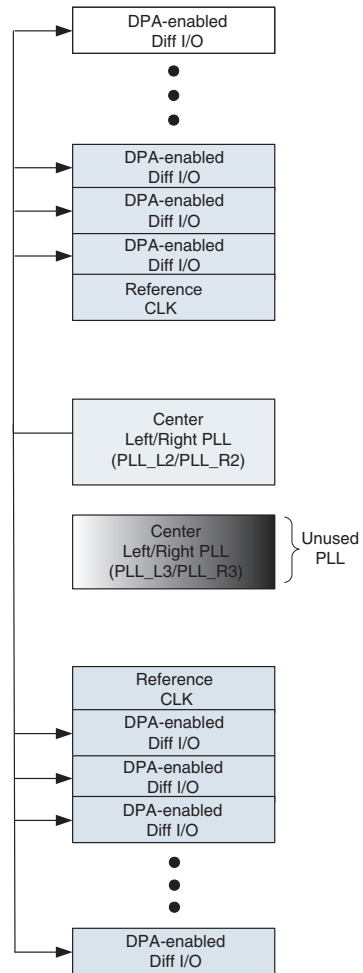 DPA-enabled
Diff I/O
DPA-enabled
Diff I/O
DPA-enabled
Diff I/O
DPA-enabled
Diff I/O
Reference
CLK
Center
Left/Right PLL
(PLL_L2/PLL_R2)
Center
Left/Right PLL
(PLL_L3/PLL_R3)
Unused
PLL
Reference
CLK
DPA-enabled
Diff I/O
DPA-enabled
Diff I/O
DPA-enabled
Diff I/O
DPA-enabled
Diff I/O